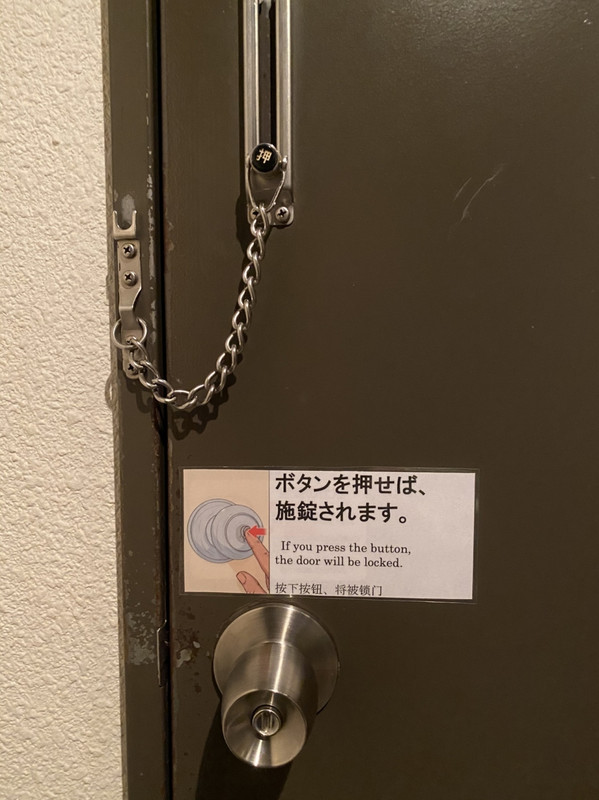 押
ボタンを押せば、
施錠されます。
If you press the button,
the door will be locked.
按下按钮、将被锁门